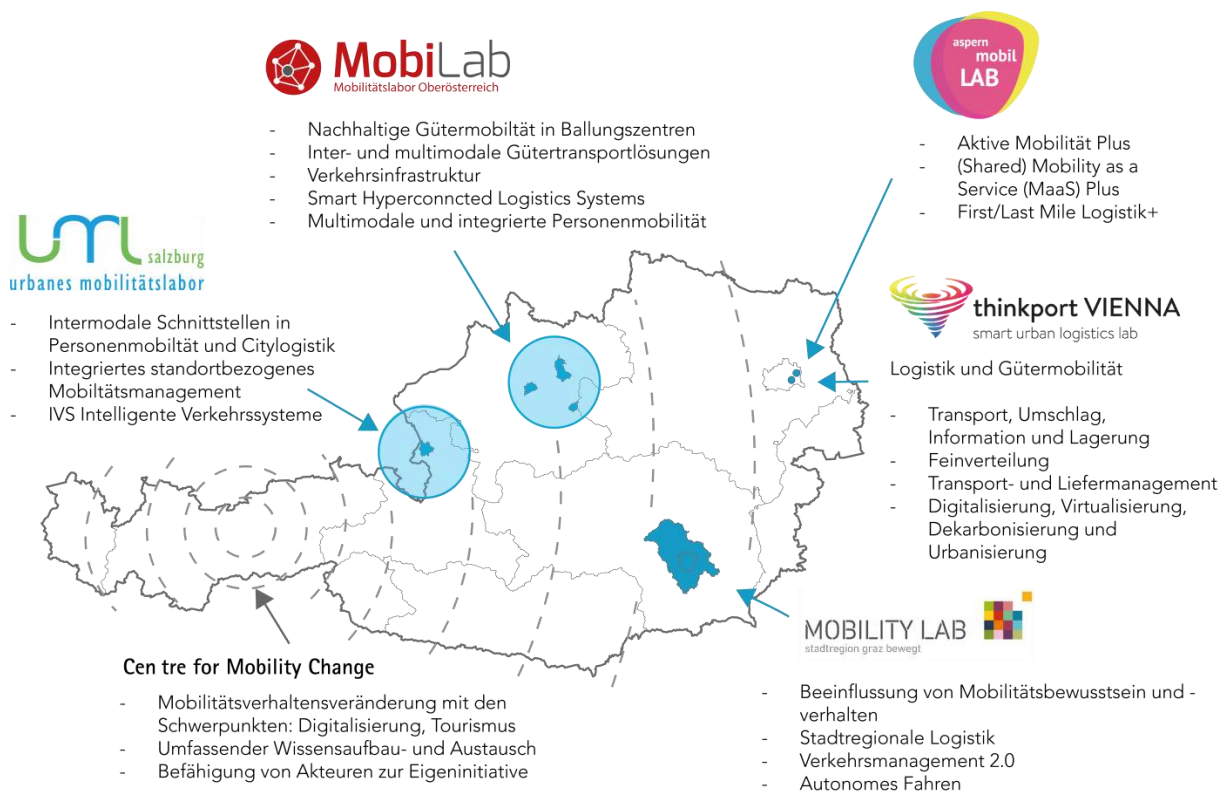 MobiLab
Mobilitätslabor Oberösterreich
- Nachhaltige Gütermobiltät in Ballungszentren
- Inter- und multimodale Gütertransportlösungen
- Verkehrsinfrastruktur
- Smart Hyperconncted Logistics Systems
- Multimodale und integrierte Personenmobilität
aspern
mobil
LAB
- Aktive Mobilität Plus
- (Shared) Mobility as a
Service (MaaS) Plus
- First/Last Mile Logistik+
uml salzburg
urbanes mobilitätslabor
- Intermodale Schnittstellen in
Personenmobiltät und Citylogistik
- Integriertes standortbezogenes
Mobiltätsmanagement
- IVS Intelligente Verkehrssysteme
thinkport VIENNA
smart urban logistics lab
Logistik und Gütermobilität
- Transport, Umschlag,
Information und Lagerung
- Feinverteilung
- Transport- und Liefermanagement
- Digitalisierung, Virtualisierung,
Dekarbonisierung und
Urbanisierung
Cen tre for Mobility Change
- Mobilitätsverhaltensveränderung mit den
Schwerpunkten: Digitalisierung, Tourismus
- Umfassender Wissensaufbau- und Austausch
- Befähigung von Akteuren zur Eigeninitiative
MOBILITY LAB
stadtregion graz bewegt
- Beeinflussung von Mobilitätsbewusstsein und -
verhalten
- Stadtregionale Logistik
- Verkehrsmanagement 2.0
- Autonomes Fahren